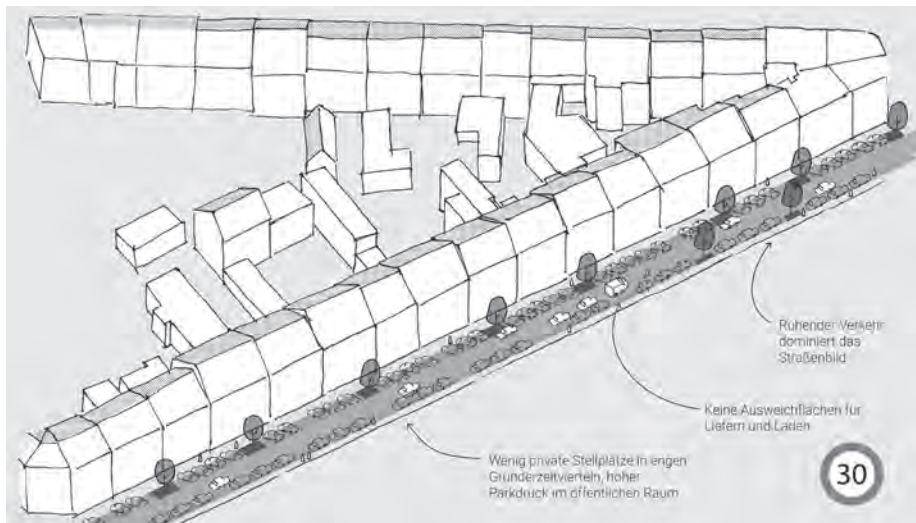 Ruhender Verkehr
dominiert das
Straßenbild
Keine Ausweichflächen für
Liefern und Laden
Wenig private Stellplätze in engen
Gründerzeitvierteln, hoher
Parkdruck im öffentlichen Raum
30